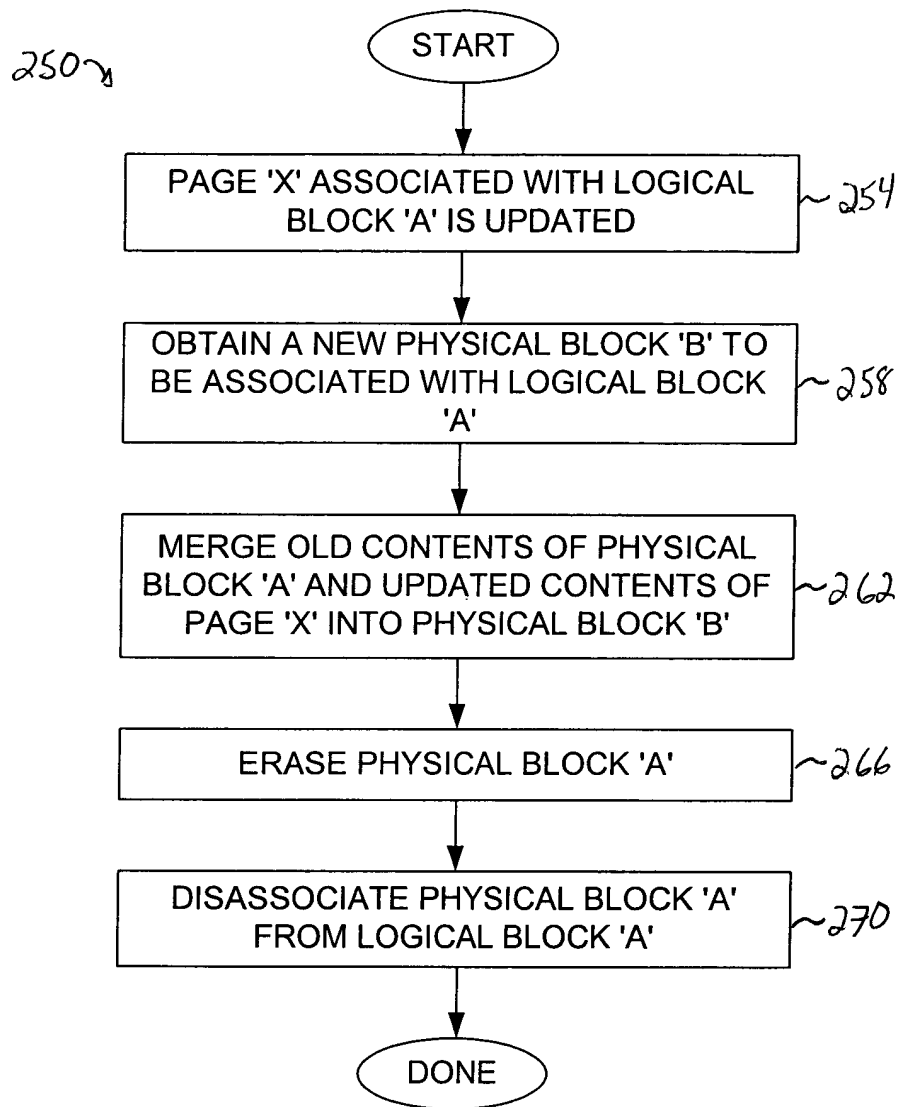 START
250
PAGE 'X' ASSOCIATED WITH LOGICAL
BLOCK 'A' IS UPDATED
254
OBTAIN A NEW PHYSICAL BLOCK 'B' TO
BE ASSOCIATED WITH LOGICAL BLOCK
'A'
258
MERGE OLD CONTENTS OF PHYSICAL
BLOCK 'A' AND UPDATED CONTENTS OF
PAGE 'X' INTO PHYSICAL BLOCK 'B'
262
ERASE PHYSICAL BLOCK 'A'
266
DISASSOCIATE PHYSICAL BLOCK 'A'
FROM LOGICAL BLOCK 'A'
270
DONE